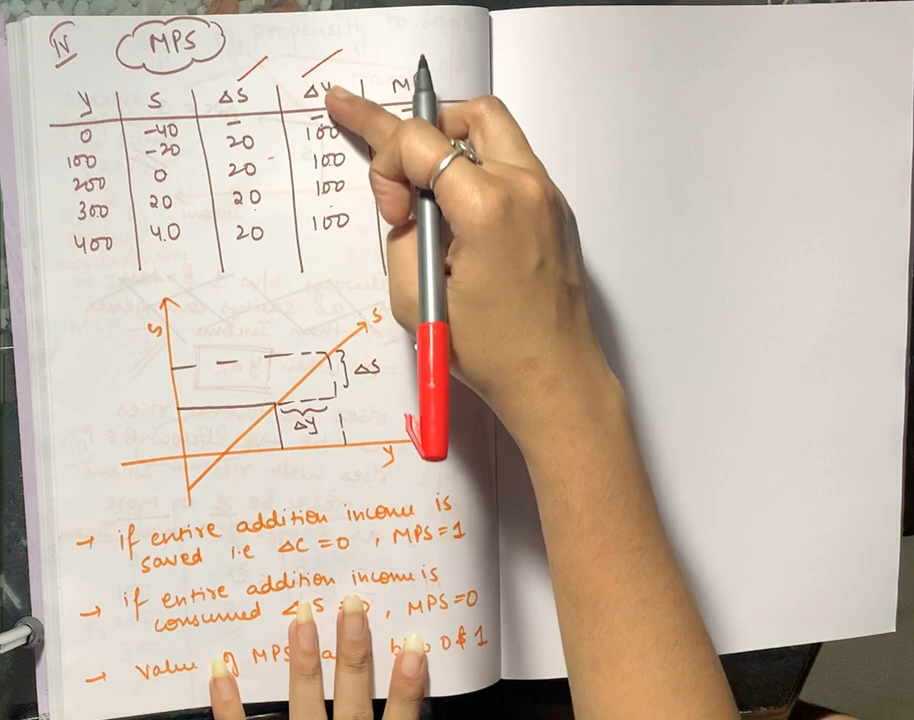 IV
MPS
Y S ΔS ΔY
0 -40 - -
100 -20 20 100
200 0 20 100
300 20 20 100
400 40 20 100
S
S
ΔS
ΔY
Y
→ if entire addition income is
saved i.e ΔC = 0 , MPS = 1
→ if entire addition income is
consumed = , MPS = 0
→ Value of MPS 0 & 1